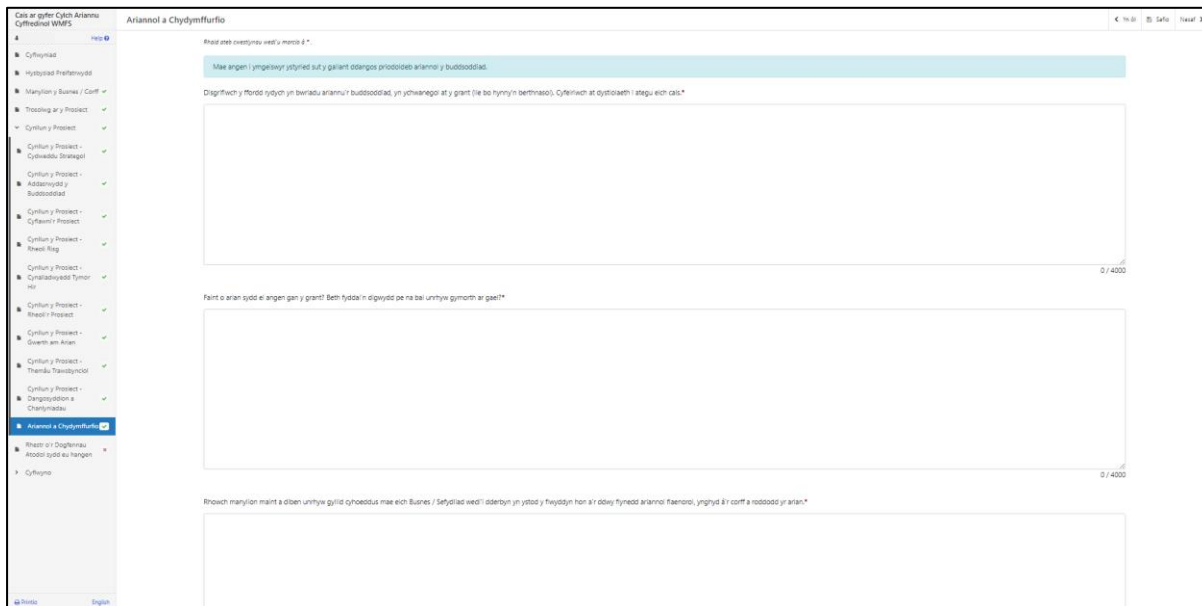 Cais ar gyfer Cylch Ariannu
Cyffredinol WMFS
Help
Cyflwyniad
Hysbysiad Preifatrwydd
Manylion y Busnes / Corff
Trosolwg ar y Prosiect
Cynllun y Prosiect
Cynllun y Prosiect -
Cydweddu Strategol
Cynllun y Prosiect -
Addasrwydd y
Buddsoddiad
Cynllun y Prosiect -
Cyflawni'r Prosiect
Cynllun y Prosiect -
Rheoli Risg
Cynllun y Prosiect -
Cynaliadwyedd Tymor
Hir
Cynllun y Prosiect -
Rheoli'r Prosiect
Cynllun y Prosiect -
Gwerth am Arian
Cynllun y Prosiect -
Themâu Trawsbynciol
Cynllun y Prosiect -
Dangosyddion a
Chanlyniadau
Ariannol a Chydymffurfio
Rhestr o'r Dogfennau
Atodol sydd eu hangen
Cyflwyno
Printio English
Ariannol a Chydymffurfio
Yn ôl Safio Nesaf
Rhaid ateb cwestiynau wedi'u marcio â *.
Mae angen i ymgeiswyr ystyried sut y gallant ddangos priodoldeb ariannol y buddsoddiad.
Disgrifiwch y ffordd rydych yn bwriadu ariannu'r buddsoddiad, yn ychwanegol at y grant (lle bo hynny'n berthnasol). Cyfeiriwch at dystiolaeth i ategu eich cais.*
0 / 4000
Faint o arian sydd ei angen gan y grant? Beth fyddai'n digwydd pe na bai unrhyw gymorth ar gael?*
0 / 4000
Rhowch manylion maint a diben unrhyw gyllid cyhoeddus mae eich Busnes / Sefydliad wedi'i dderbyn yn ystod y flwyddyn hon a'r ddwy flynedd ariannol flaenorol, ynghyd â'r corff a roddodd yr arian.*